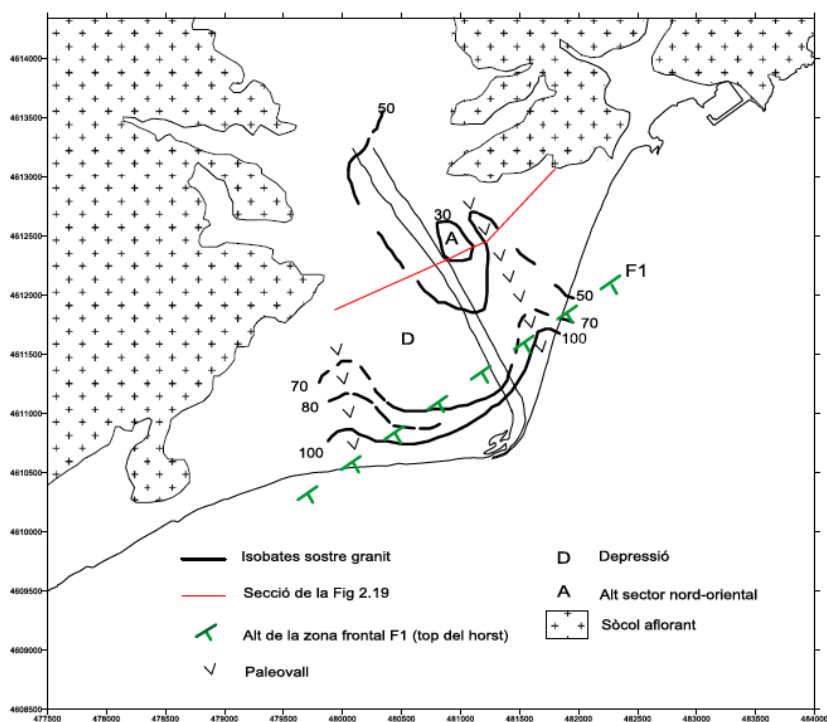 4614000
4613500
4613000
4612500
4612000
4611500
4611000
4610500
4610000
4609500
4609000
4608500
50
30
A
F1
50
70
100
D
70
80
100
Isobates sostre granit
D Depressió
Secció de la Fig 2.19
A Alt sector nord-oriental
Alt de la zona frontal F1 (top del horst)
Sòcol aflorant
Paleovall
477500 478000 478500 479000 479500 480000 480500 481000 481500 482000 482500 483000 483500 48400